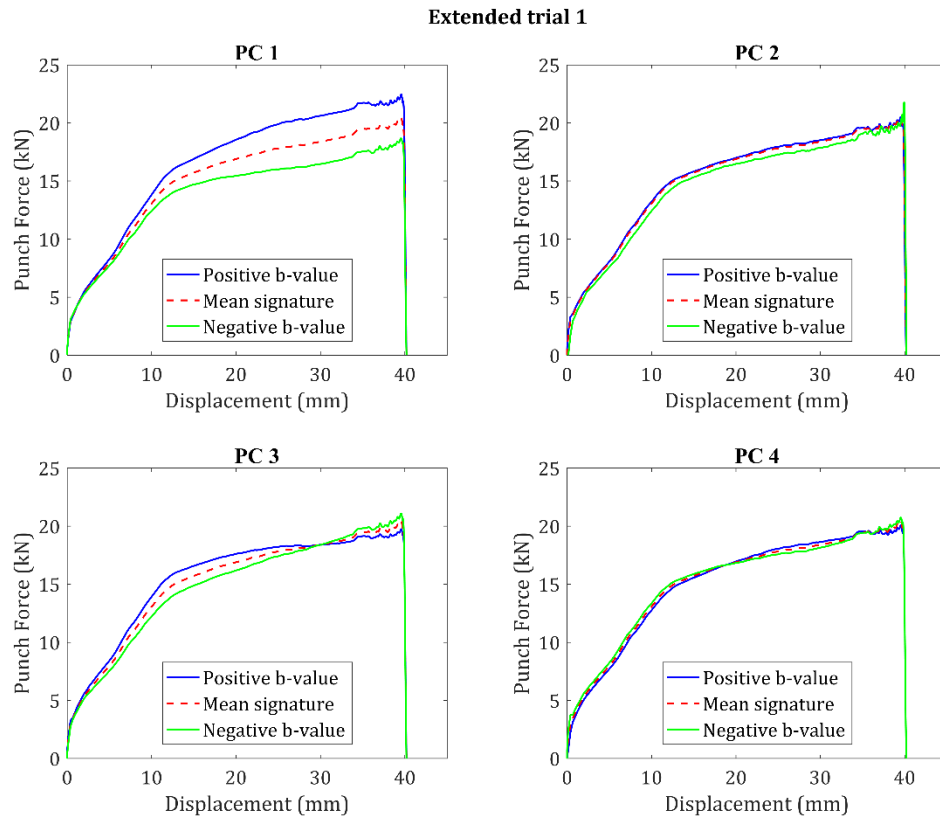 Extended trial 1
PC 1
25
20
15
10
5
0
Punch Force (kN)
Positive b-value
Mean signature
Negative b-value
0 10 20 30 40
Displacement (mm)
PC 2
25
20
15
10
5
0
Punch Force (kN)
Positive b-value
Mean signature
Negative b-value
0 10 20 30 40
Displacement (mm)
PC 3
25
20
15
10
5
0
Punch Force (kN)
Positive b-value
Mean signature
Negative b-value
0 10 20 30 40
Displacement (mm)
PC 4
25
20
15
10
5
0
Punch Force (kN)
Positive b-value
Mean signature
Negative b-value
0 10 20 30 40
Displacement (mm)